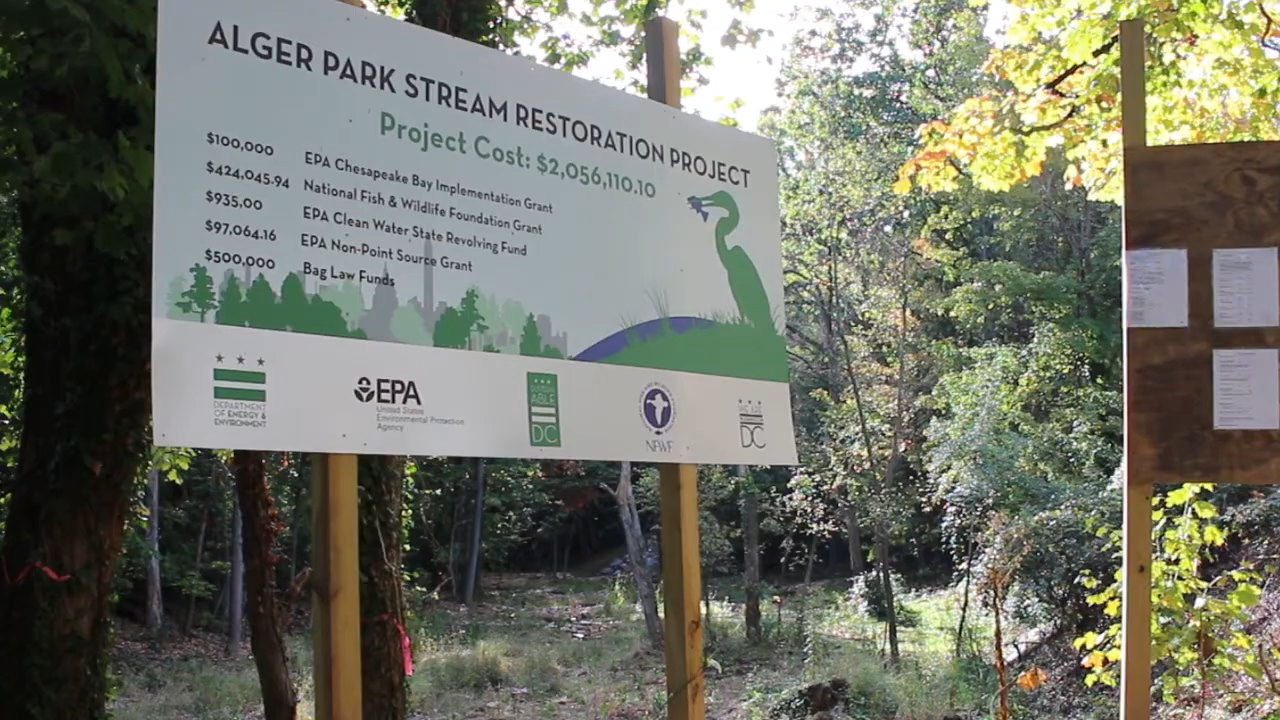 ALGER PARK STREAM RESTORATION PROJECT
Project Cost: $2,056,110.10
$100,000 EPA Chesapeake Bay Implementation Grant
$424,045.94 National Fish & Wildlife Foundation Grant
$935.00 EPA Clean Water State Revolving Fund
$97,064.16 EPA Non-Point Source Grant
$500,000 Bag Law Funds
DEPARTMENT
OF ENERGY &
ENVIRONMENT
EPA
United States
Environmental Protection
Agency
ABLE
DC
NFWF
WE ARE
DC